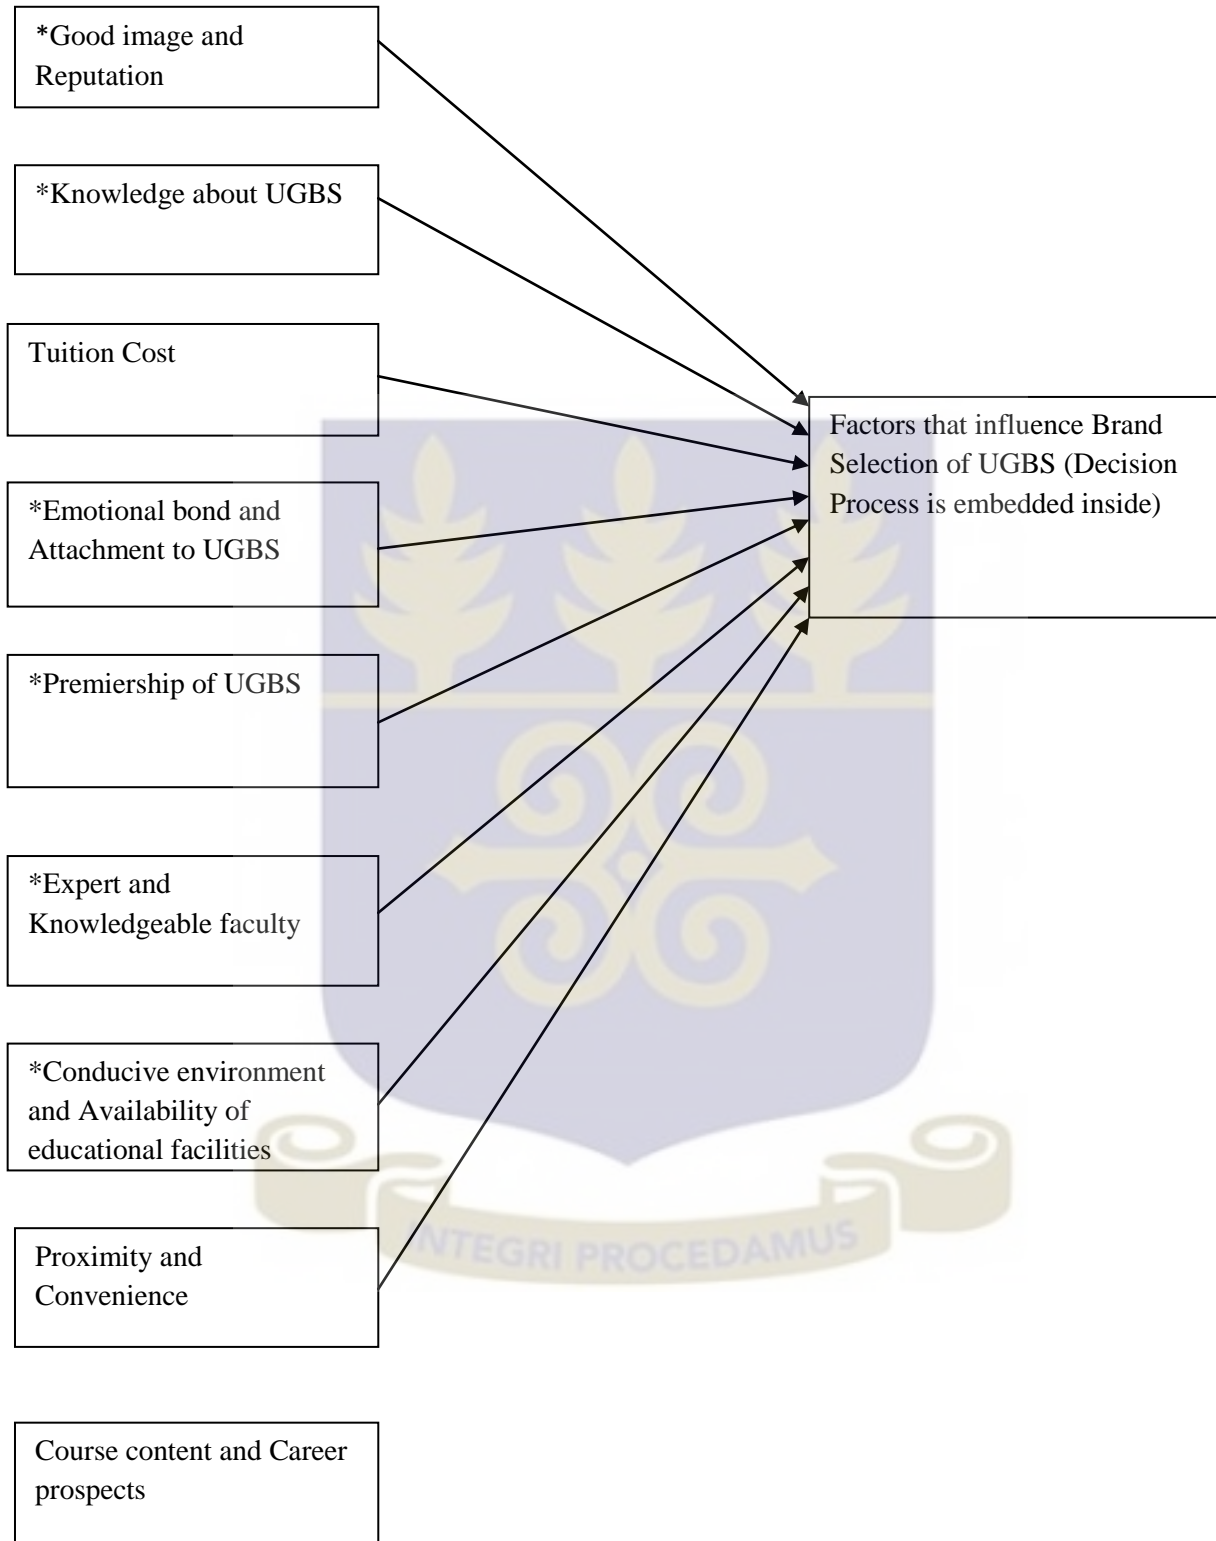 *Good image and
Reputation
*Knowledge about UGBS
Tuition Cost
*Emotional bond and
Attachment to UGBS
*Premiership of UGBS
*Expert and
Knowledgeable faculty
*Conducive environment
and Availability of
educational facilities
Proximity and
Convenience
Course content and Career
prospects
Factors that influence Brand
Selection of UGBS (Decision
Process is embedded inside)
INTEGRI PROCEDAMUS